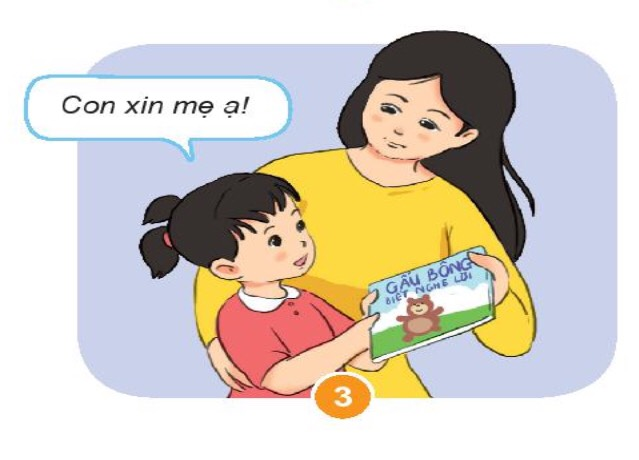 Con xin mẹ ạ!
GẤU BÔNG
BIẾT NGHE LỜI
3